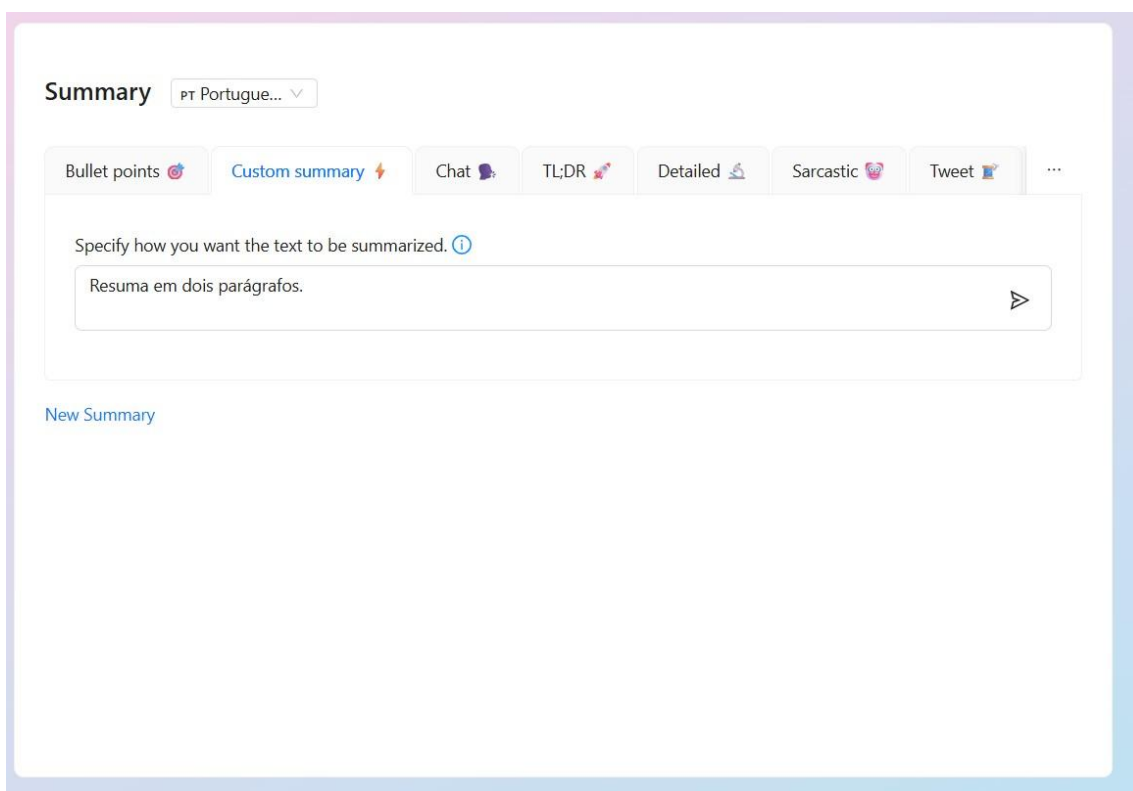 Summary PT Portugue...
Bullet points 🎯 Custom summary ⚡ Chat 🗣 TL;DR 🚀 Detailed 🔬 Sarcastic 🤡 Tweet 🧵 ...
Specify how you want the text to be summarized.
Resuma em dois parágrafos.
New Summary